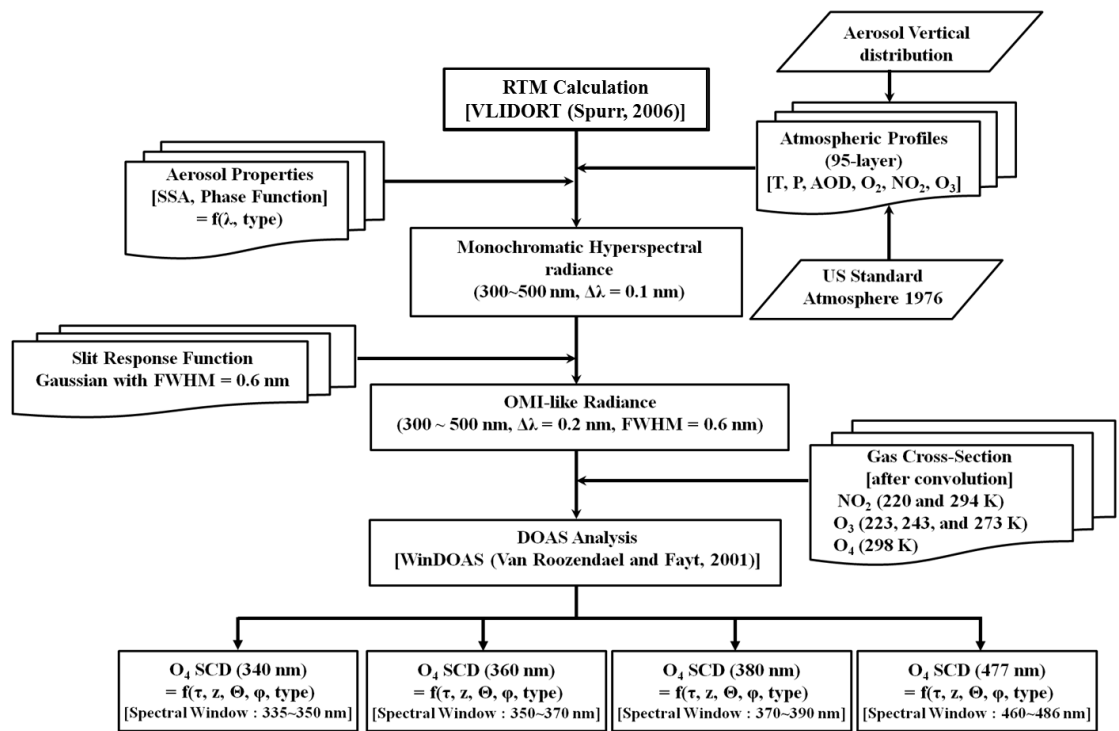 Aerosol Vertical
distribution
RTM Calculation
[VLIDORT (Spurr, 2006)]
Atmospheric Profiles
(95-layer)
[T, P, AOD, O₂, NO₂, O₃]
Aerosol Properties
[SSA, Phase Function]
= f(λ, type)
Monochromatic Hyperspectral
radiance
(300~500 nm, Δλ = 0.1 nm)
US Standard
Atmosphere 1976
Slit Response Function
Gaussian with FWHM = 0.6 nm
OMI-like Radiance
(300 ~ 500 nm, Δλ = 0.2 nm, FWHM = 0.6 nm)
Gas Cross-Section
[after convolution]
NO₂ (220 and 294 K)
O₃ (223, 243, and 273 K)
O₄ (298 K)
DOAS Analysis
[WinDOAS (Van Roozendael and Fayt, 2001)]
O₄ SCD (340 nm)
= f(τ, z, Θ, φ, type)
[Spectral Window : 335~350 nm]
O₄ SCD (360 nm)
= f(τ, z, Θ, φ, type)
[Spectral Window : 350~370 nm]
O₄ SCD (380 nm)
= f(τ, z, Θ, φ, type)
[Spectral Window : 370~390 nm]
O₄ SCD (477 nm)
= f(τ, z, Θ, φ, type)
[Spectral Window : 460~486 nm]